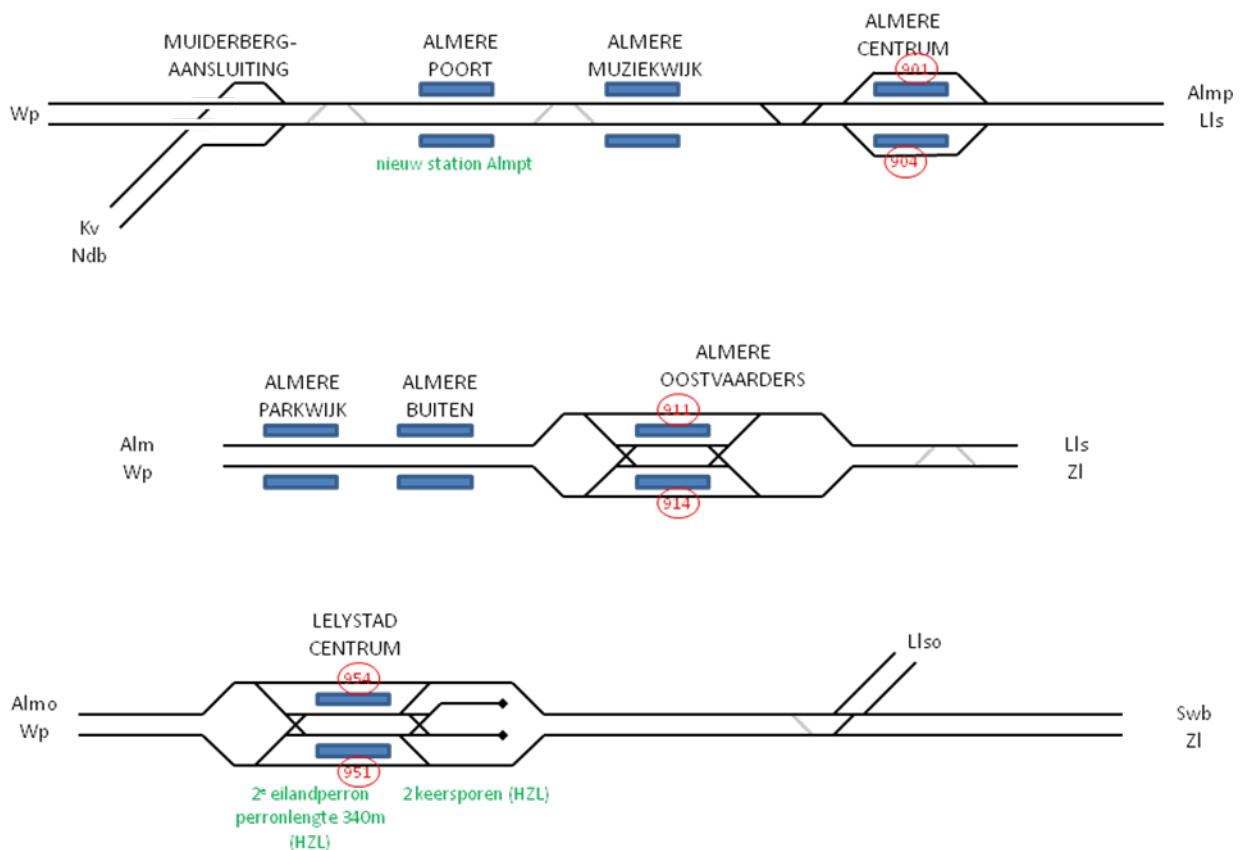 MUIDERBERG-
AANSLUITING
ALMERE
POORT
ALMERE
MUZIEKWIJK
ALMERE
CENTRUM
901
Wp
Almp
Lls
nieuw station Almpt
904
Kv
Ndb
ALMERE
PARKWIJK
ALMERE
BUITEN
ALMERE
OOSTVAARDERS
911
Alm
Wp
Lls
Zl
914
LELYSTAD
CENTRUM
954
Llso
Almo
Wp
Swb
Zl
951
2e eilandperron
perronlengte 340m
(HZL)
2 keersporen (HZL)